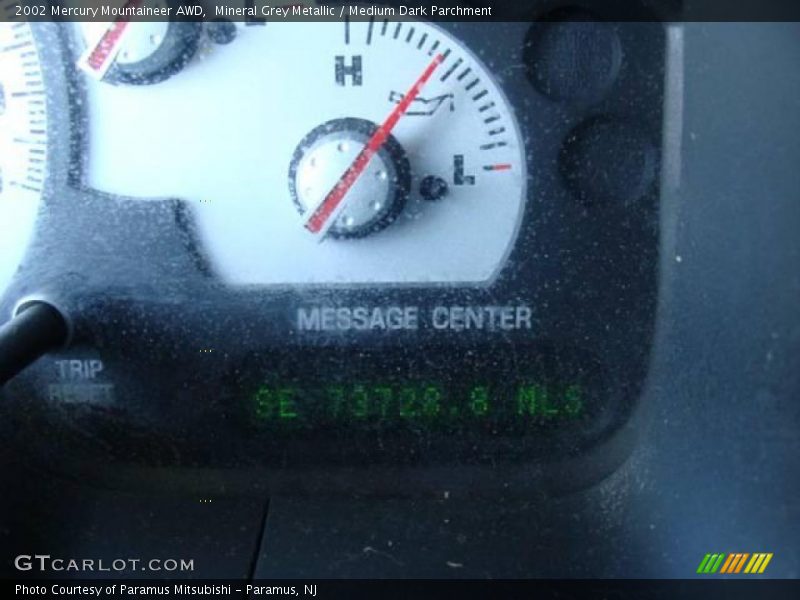 2002 Mercury Mountaineer AWD, Mineral Grey Metallic / Medium Dark Parchment
H
L
MESSAGE CENTER
TRIP
RESET
SE 73728.8 MLS
GTCARLOT.COM
Photo Courtesy of Paramus Mitsubishi - Paramus, NJ